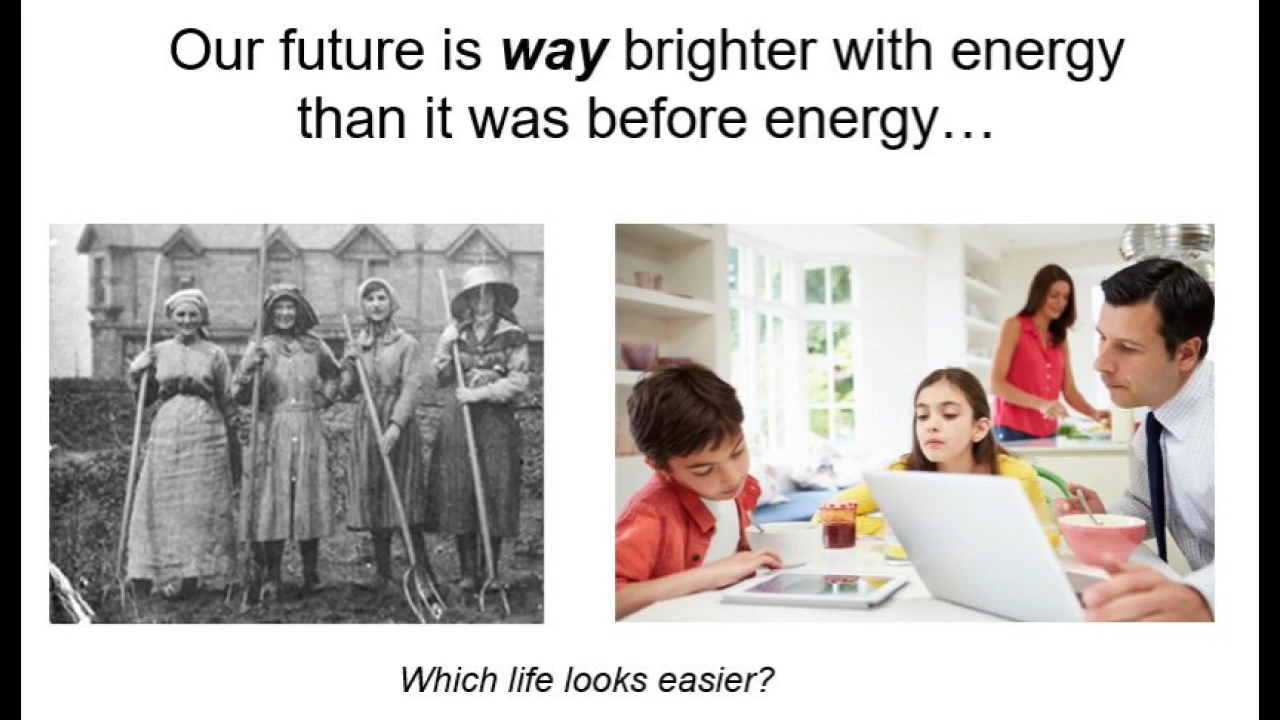 Our future is way brighter with energy
than it was before energy…
Which life looks easier?